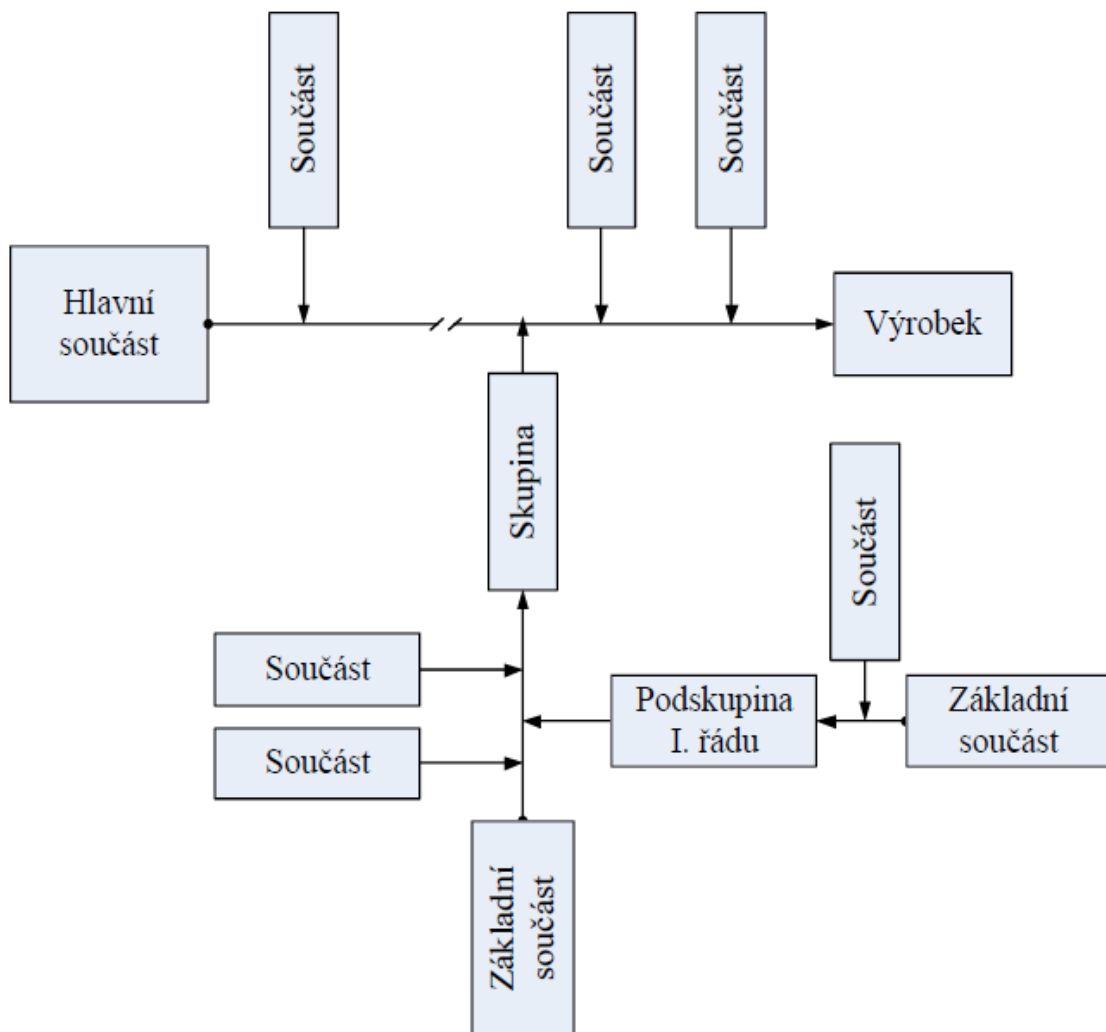 Součást
Součást
Součást
Hlavní
součást
Výrobek
Skupina
Součást
Součást
Podskupina
I. řádu
Základní
součást
Součást
Základní
součást